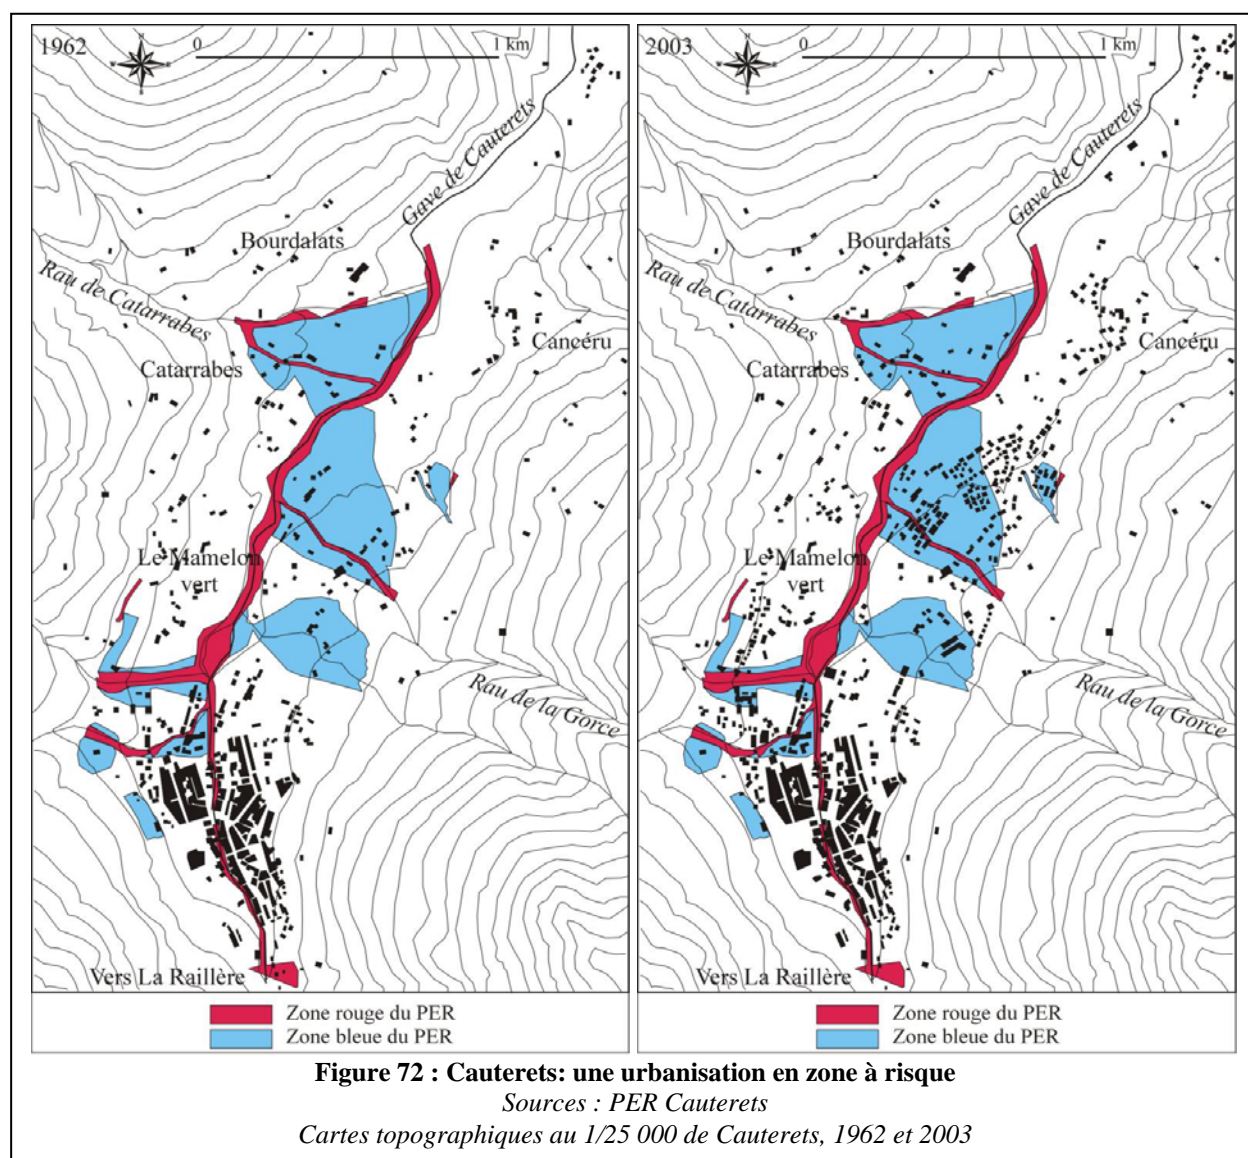 1962
N
W E
S
0 1 km
Gave de Cauterets
Bourdalats
Rau de Catarrabes
Catarrabes
Cancéru
Le Mamelon
vert
Rau de la Gorce
Vers La Raillère
Zone rouge du PER
Zone bleue du PER
2003
N
W E
S
0 1 km
Gave de Cauterets
Bourdalats
Rau de Catarrabes
Catarrabes
Cancéru
Le Mamelon
vert
Rau de la Gorce
Vers La Raillère
Zone rouge du PER
Zone bleue du PER
Figure 72 : Cauterets: une urbanisation en zone à risque
Sources : PER Cauterets
Cartes topographiques au 1/25 000 de Cauterets, 1962 et 2003